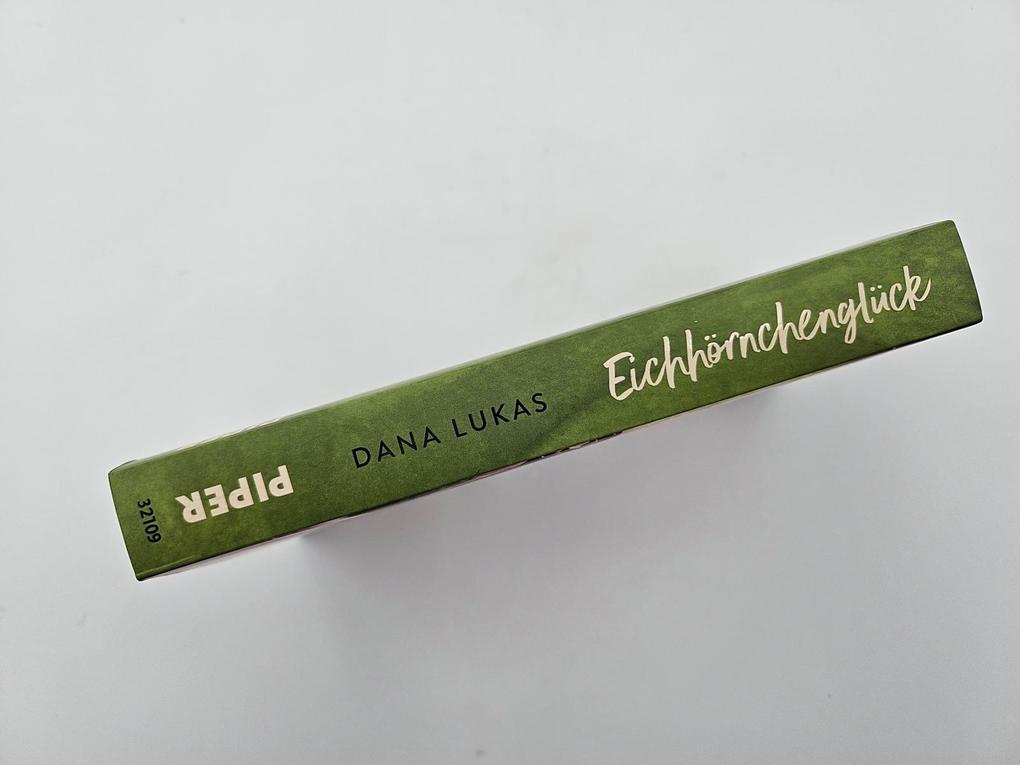 Eichhörnchenglück
DANA LUKAS
PIPER
32109